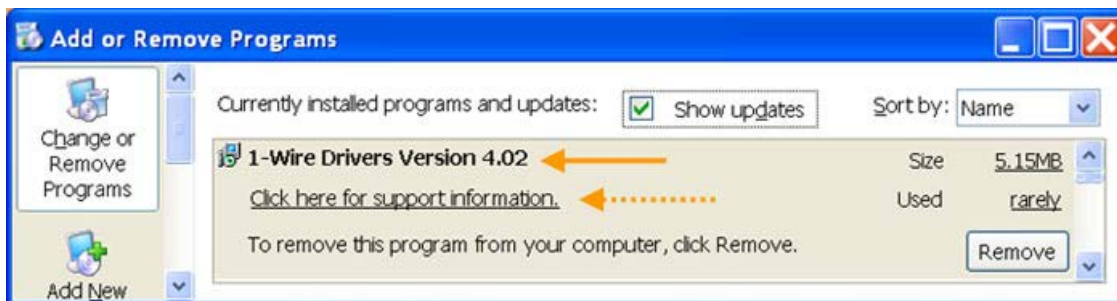 Add or Remove Programs
Change or
Remove
Programs
Add New
Currently installed programs and updates:
Show updates
Sort by:
Name
1-Wire Drivers Version 4.02
Size
5.15MB
Click here for support information.
Used
rarely
To remove this program from your computer, click Remove.
Remove